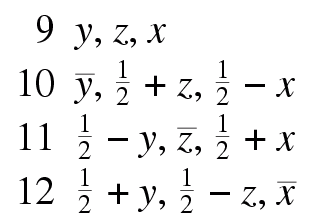 9 y, z, x
10 y̅, 1/2 + z, 1/2 − x
11 1/2 − y, z̅, 1/2 + x
12 1/2 + y, 1/2 − z, x̅